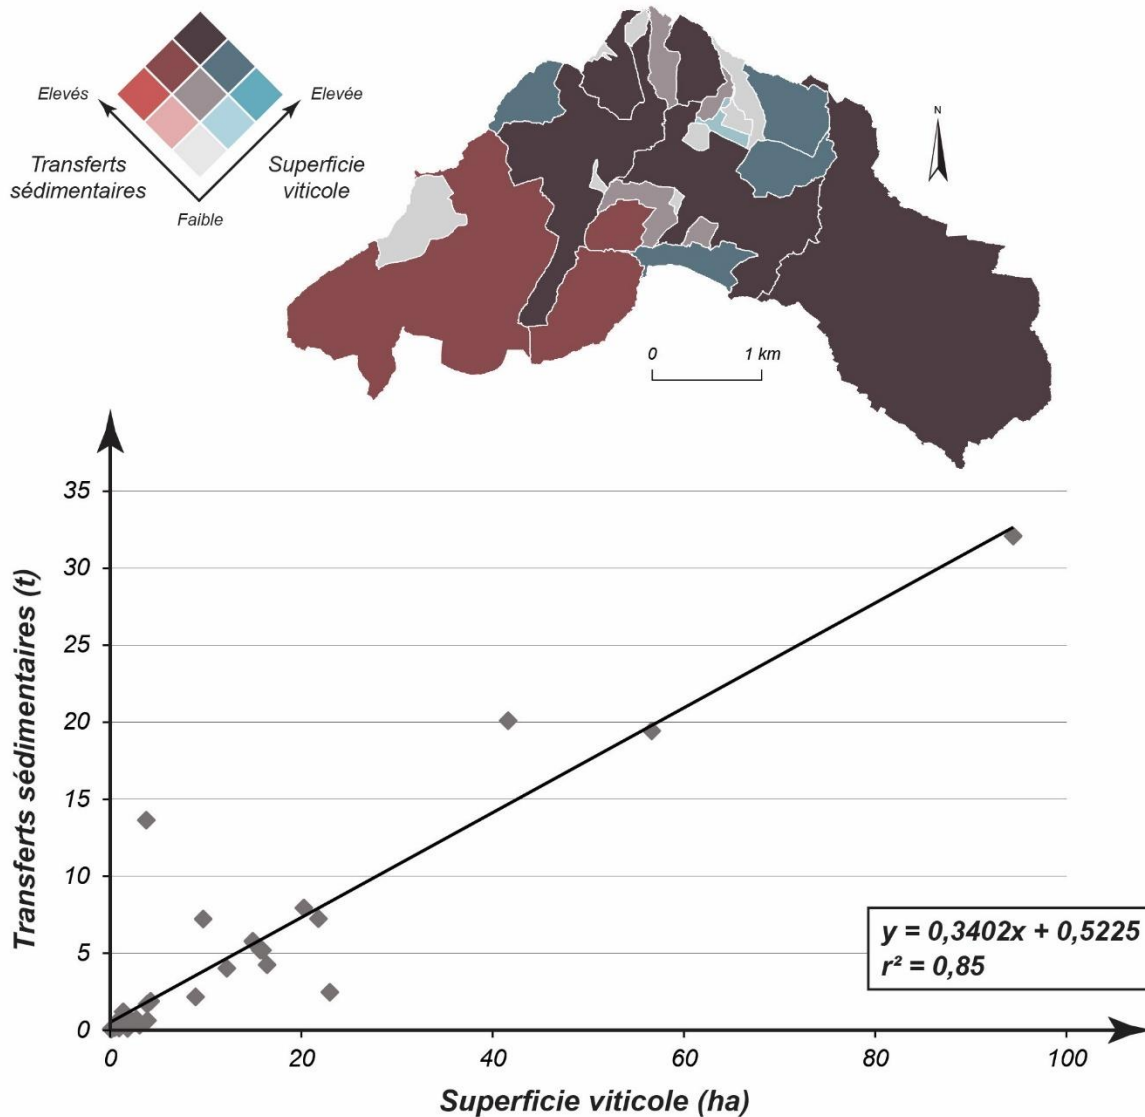 Elevés
Elevée
Transferts
sédimentaires
Superficie
viticole
Faible
N
0
1 km
35
30
25
20
15
10
5
0
Transferts sédimentaires (t)
y = 0,3402x + 0,5225
r² = 0,85
0
20
40
60
80
100
Superficie viticole (ha)